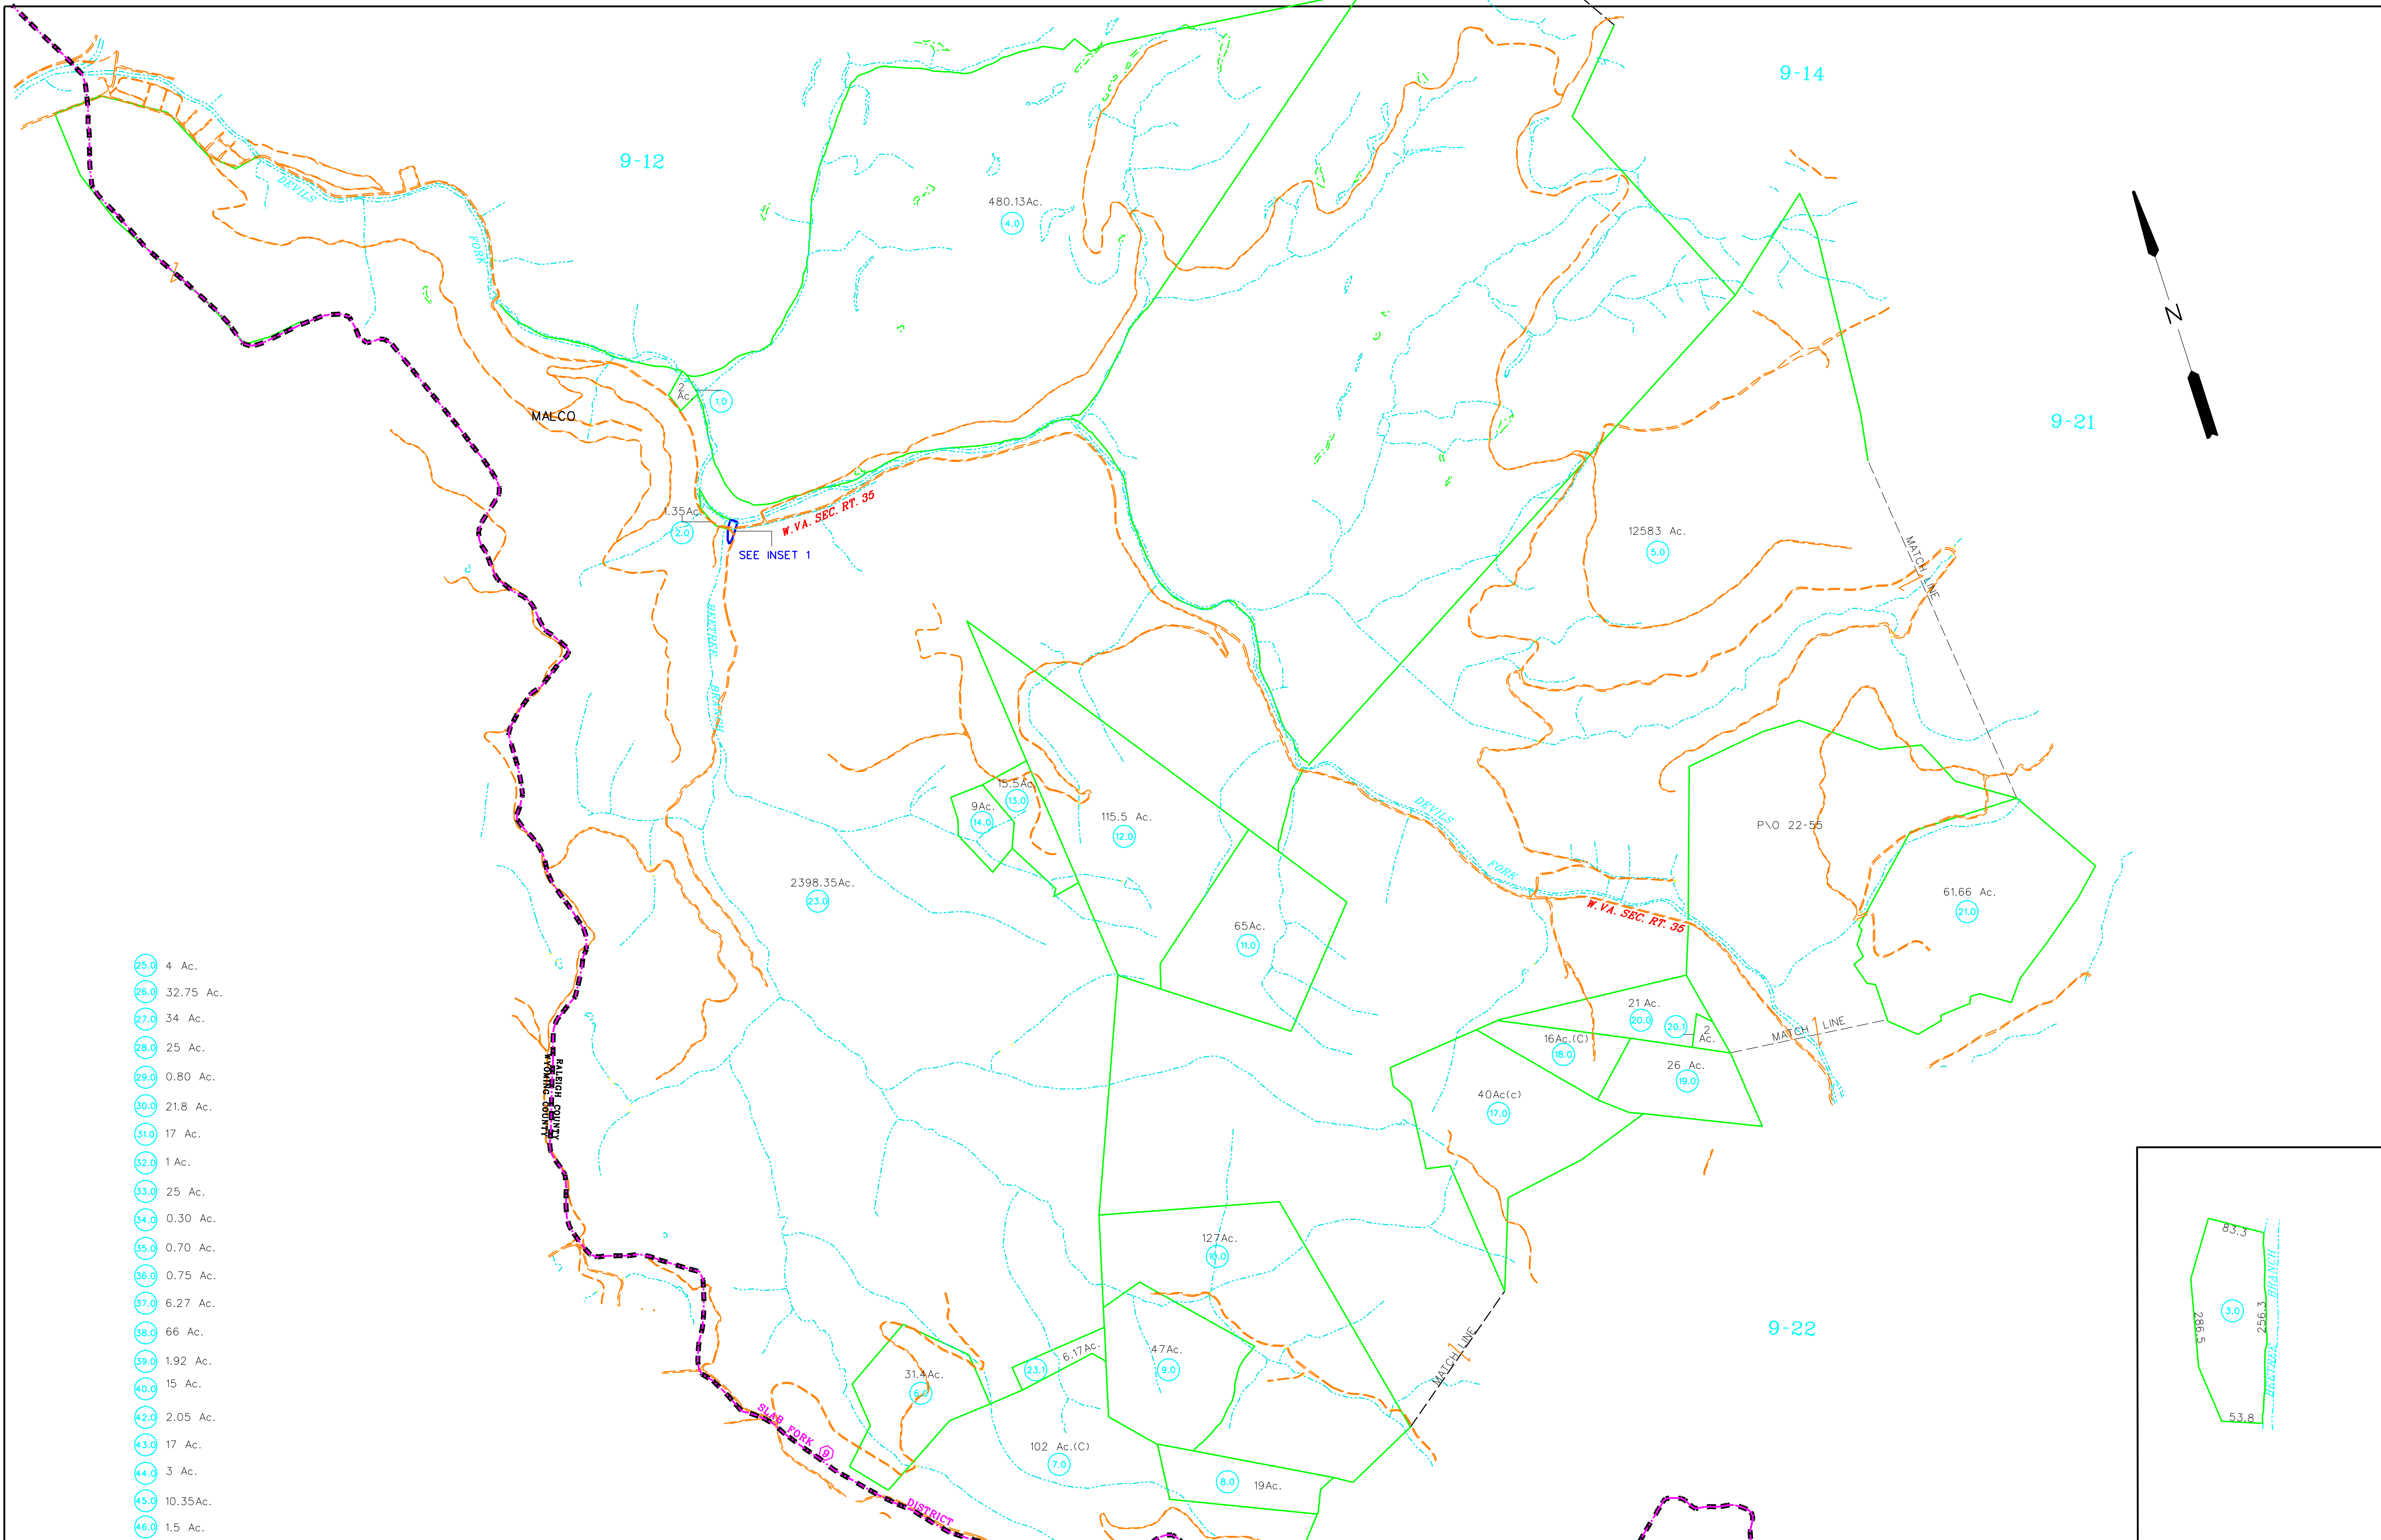 9-14
9-12
DEVILS
FORK
480.13Ac.
4.0
N
9-21
2
Ac.
1.0
MALCO
1.35Ac.
2.0
W.VA. SEC. RT. 35
SEE INSET 1
12583 Ac.
5.0
MATCH LINE
BEETREE BRANCH
15.5Ac.
13.0
9Ac.
14.0
115.5 Ac.
12.0
DEVILS
FORK
P\O 22-55
2398.35Ac.
23.0
61.66 Ac.
21.0
W.VA. SEC. RT. 35
65Ac.
11.0
21 Ac.
20.0
20.1
2
Ac.
MATCH LINE
16Ac.(C)
18.0
26 Ac.
19.0
40Ac(c)
17.0
RALEIGH COUNTY
WYOMING COUNTY
25.0 4 Ac.
26.0 32.75 Ac.
27.0 34 Ac.
28.0 25 Ac.
29.0 0.80 Ac.
30.0 21.8 Ac.
31.0 17 Ac.
32.0 1 Ac.
33.0 25 Ac.
34.0 0.30 Ac.
35.0 0.70 Ac.
36.0 0.75 Ac.
37.0 6.27 Ac.
38.0 66 Ac.
39.0 1.92 Ac.
40.0 15 Ac.
42.0 2.05 Ac.
43.0 17 Ac.
44.0 3 Ac.
45.0 10.35Ac.
46.0 1.5 Ac.
127Ac.
10.0
9-22
MATCH LINE
47Ac.
9.0
6.17Ac.
23.1
31.4Ac.
6.0
SLAB FORK 9
DISTRICT
102 Ac.(C)
7.0
8.0 19Ac.
83.3
3.0
286.5
256.3
53.8
BEETREE BRANCH